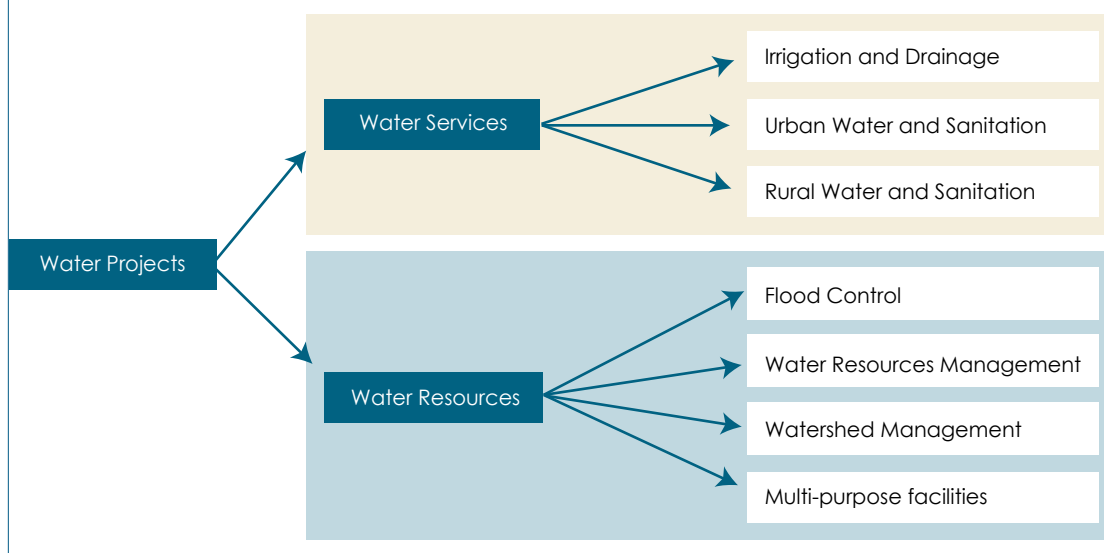 Water Projects
Water Services
Irrigation and Drainage
Urban Water and Sanitation
Rural Water and Sanitation
Water Resources
Flood Control
Water Resources Management
Watershed Management
Multi-purpose facilities